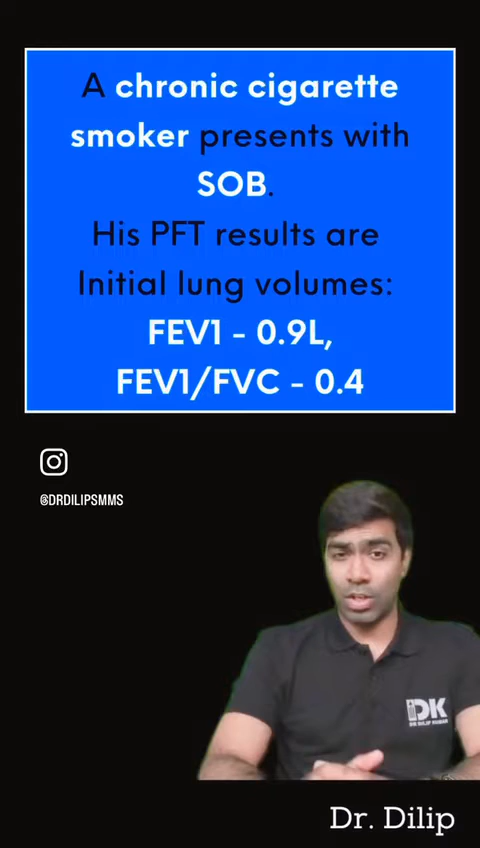 A chronic cigarette
smoker presents with
SOB.
His PFT results are
Initial lung volumes:
FEV1 - 0.9L,
FEV1/FVC - 0.4
@DRDILIPSMMS
DK
Dr. Dilip